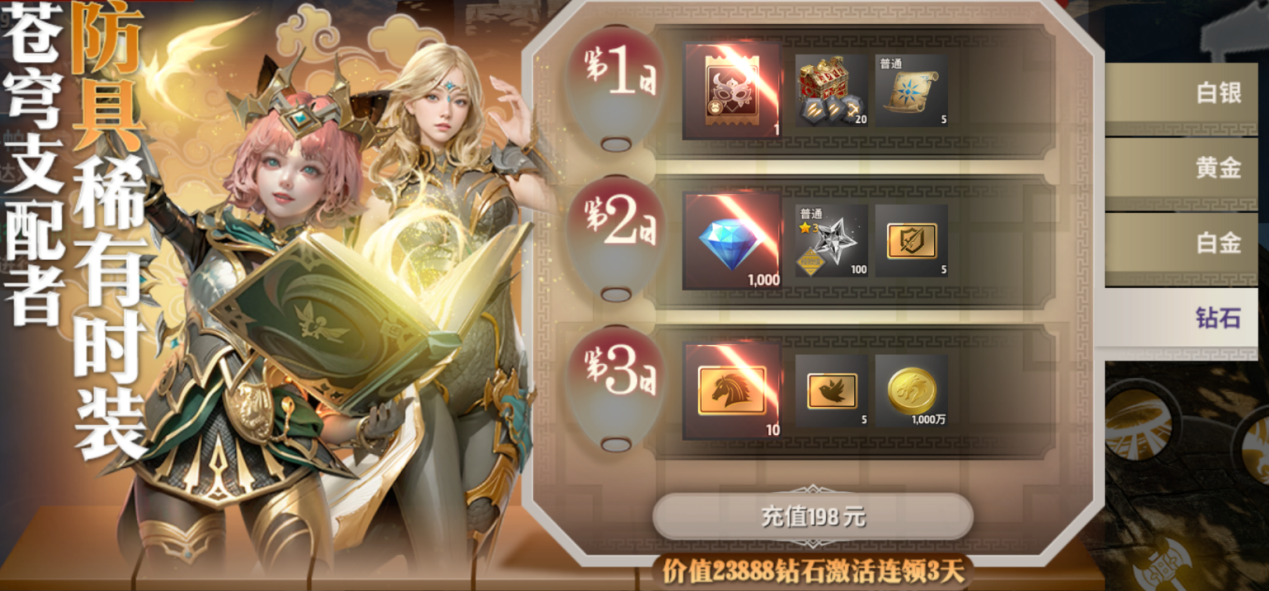 苍穹支配者
防具稀有时装
第1日
1
20
普通
5
第2日
1,000
普通
3
100
5
第3日
10
5
1,000万
充值198元
价值23888钻石激活连领3天
白银
黄金
白金
钻石